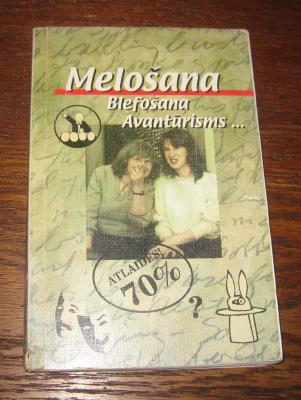 Melošana
Blefošana
Avantūrisms ...
ATLAIDES!
70%
?